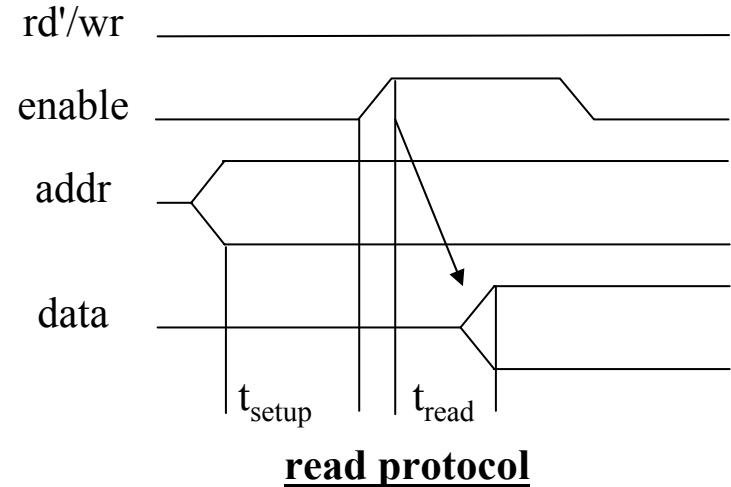 rd'/wr
enable
addr
data
tsetup tread
read protocol